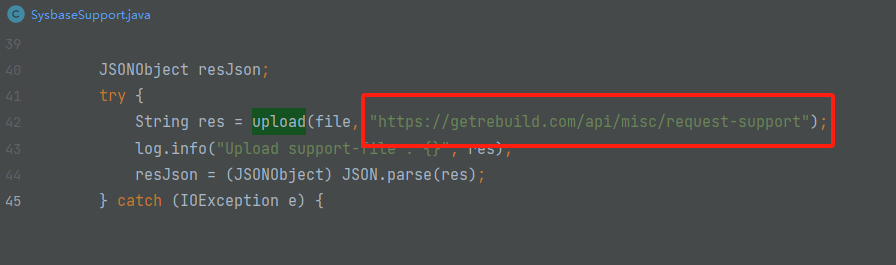 SysbaseSupport.java
39
40 JSONObject resJson;
41 try {
42 String res = upload(file, "https://getrebuild.com/api/misc/request-support");
43 log.info("Upload support-file : {}", res);
44 resJson = (JSONObject) JSON.parse(res);
45 } catch (IOException e) {